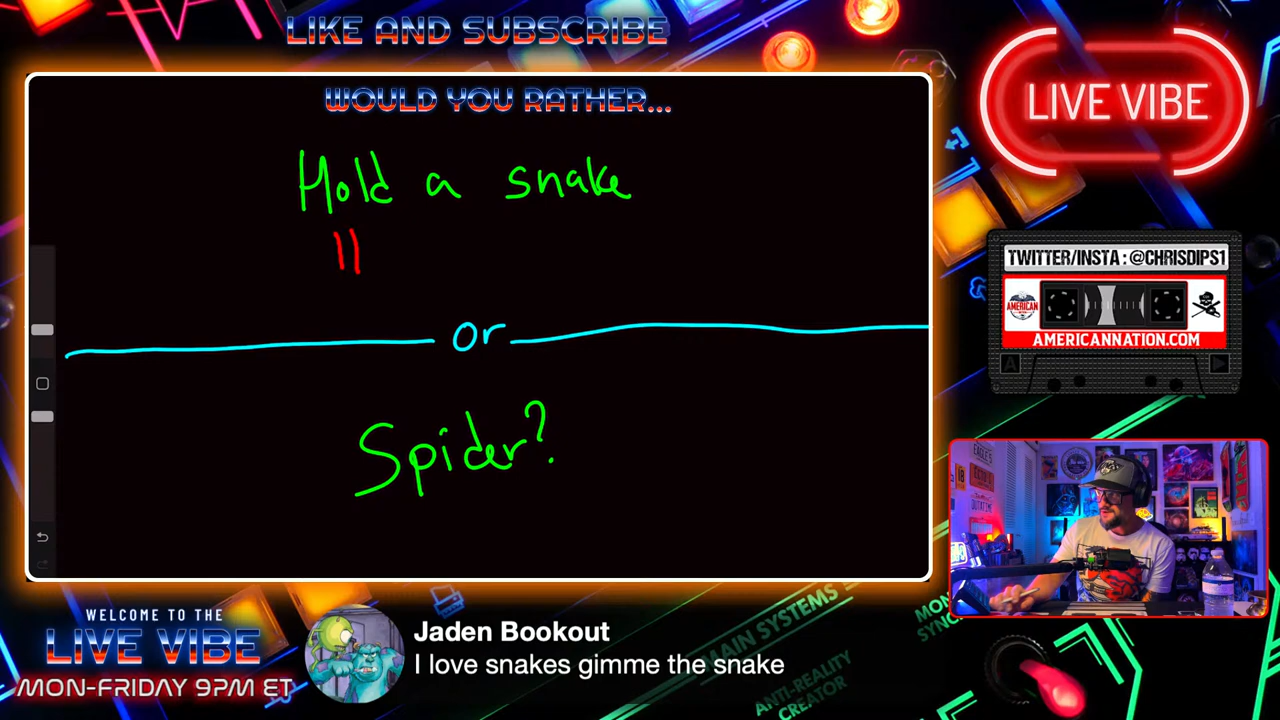 LIKE AND SUBSCRIBE
WOULD YOU RATHER...
Hold a snake
or
Spider?
LIVE VIBE
TWITTER/INSTA : @CHRISDIPS1
AMERICAN
AMERICANNATION.COM
A
WELCOME TO THE
LIVE VIBE
MON-FRIDAY 9PM ET
Jaden Bookout
I love snakes gimme the snake
MAIN SYSTEMS
ANTI-REALITY
CREATOR